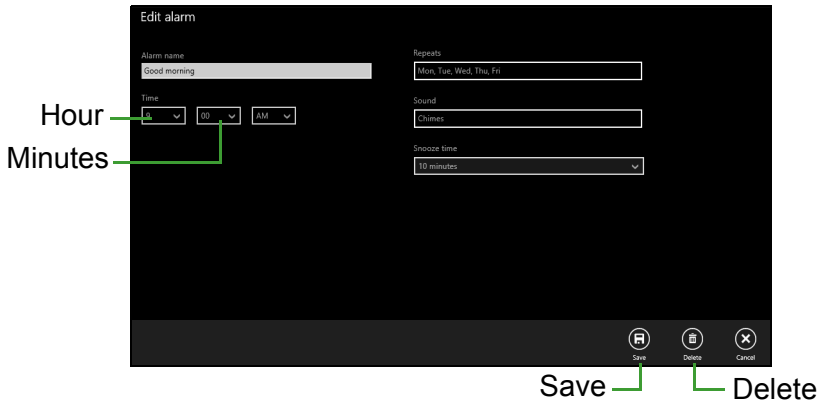 Edit alarm
Alarm name
Good morning
Time
9 00 AM
Repeats
Mon, Tue, Wed, Thu, Fri
Sound
Chimes
Snooze time
10 minutes
Hour
Minutes
Save Delete Cancel
Save Delete